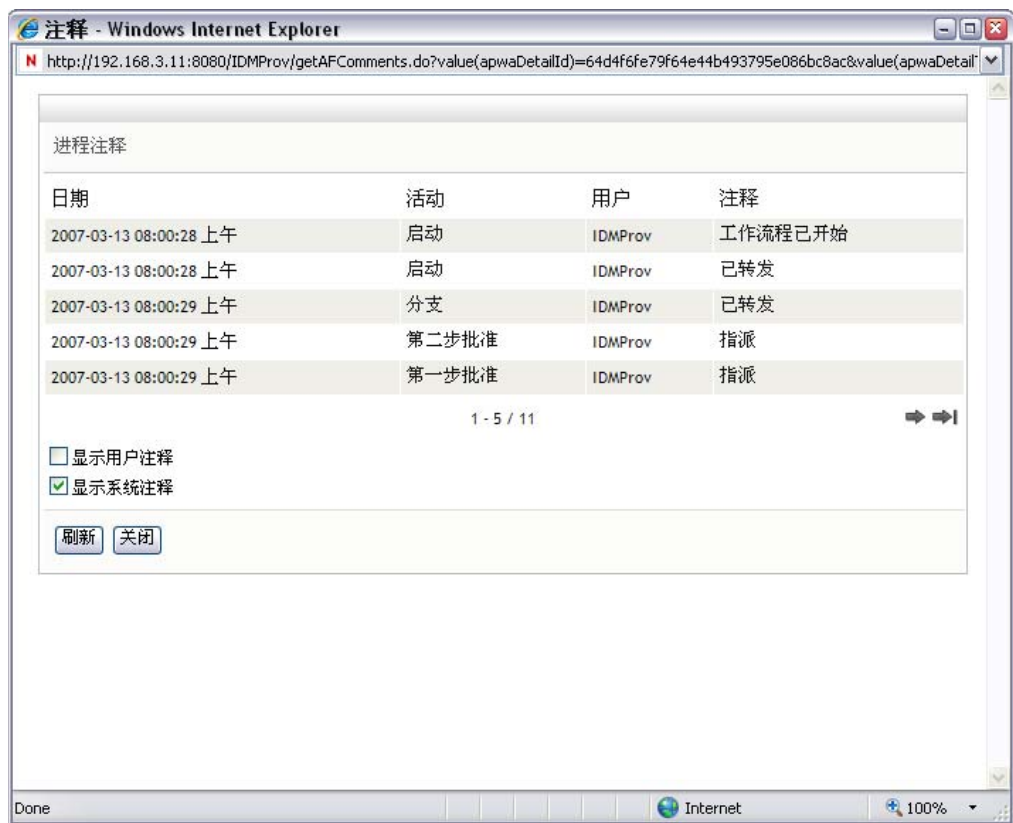 注释 - Windows Internet Explorer
N http://192.168.3.11:8080/IDMProv/getAFComments.do?value(apwaDetailId)=64d4f6fe79f64e44b493795e086bc8ac&value(apwaDetail
进程注释
日期 活动 用户 注释
2007-03-13 08:00:28 上午 启动 IDMProv 工作流程已开始
2007-03-13 08:00:28 上午 启动 IDMProv 已转发
2007-03-13 08:00:29 上午 分支 IDMProv 已转发
2007-03-13 08:00:29 上午 第二步批准 IDMProv 指派
2007-03-13 08:00:29 上午 第一步批准 IDMProv 指派
1 - 5 / 11
显示用户注释
显示系统注释
刷新 关闭
Done Internet 100%